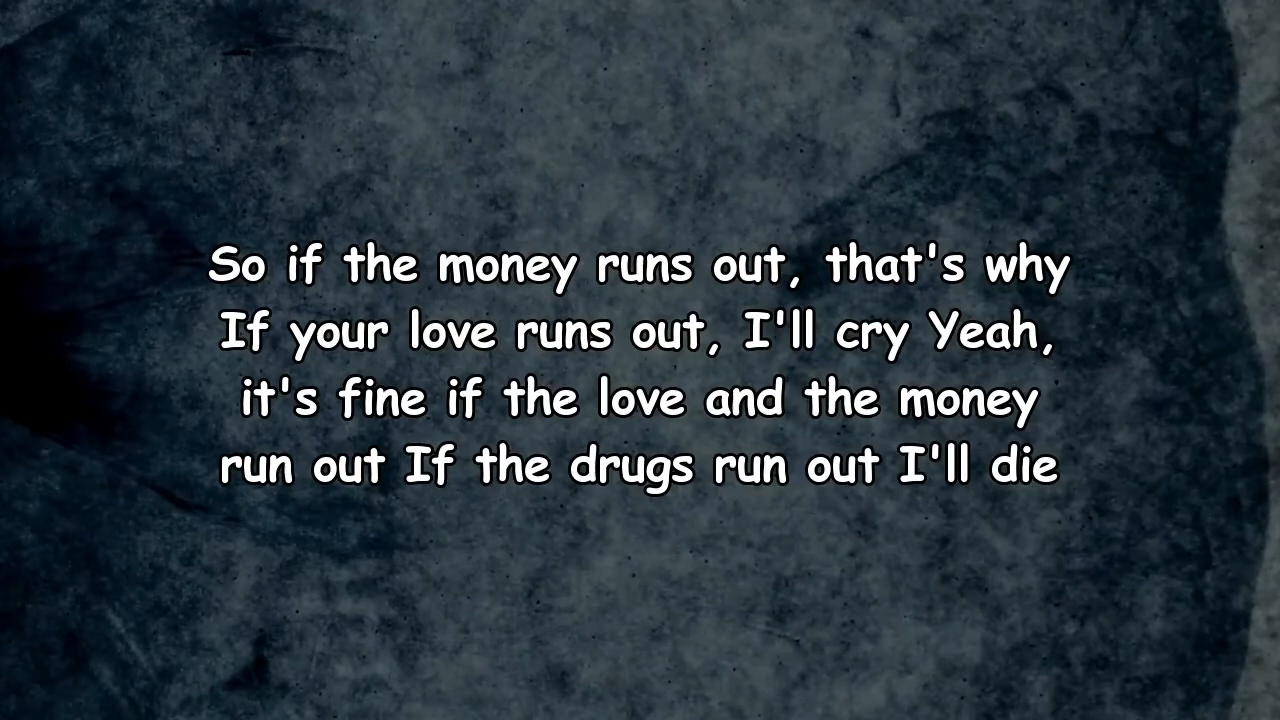 So if the money runs out, that's why
If your love runs out, I'll cry Yeah,
it's fine if the love and the money
run out If the drugs run out I'll die